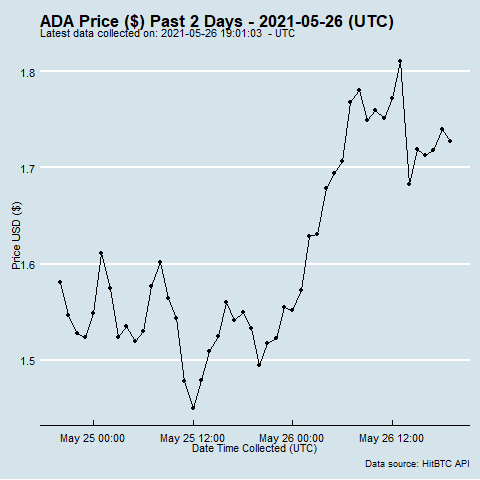 ADA Price ($) Past 2 Days - 2021-05-26 (UTC)
Latest data collected on: 2021-05-26 19:01:03  - UTC
1.8
1.7
1.6
1.5
Price USD ($)
May 25 00:00
May 25 12:00
May 26 00:00
May 26 12:00
Date Time Collected (UTC)
Data source: HitBTC API